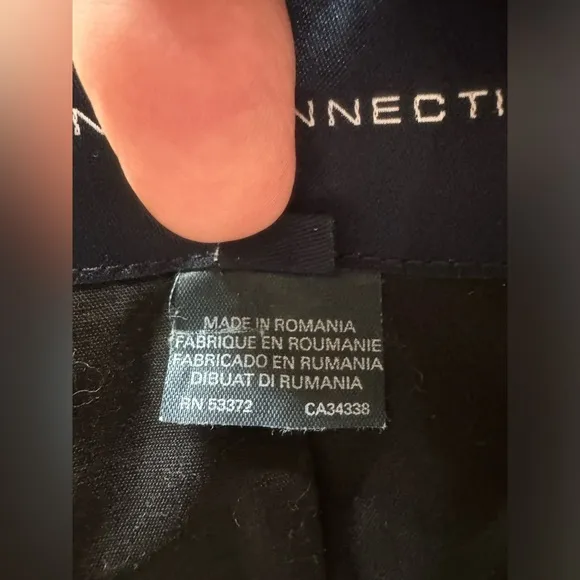 NNECTI
MADE IN ROMANIA
FABRIQUE EN ROUMANIE
FABRICADO EN RUMANIA
DIBUAT DI RUMANIA
RN 53372 CA34338